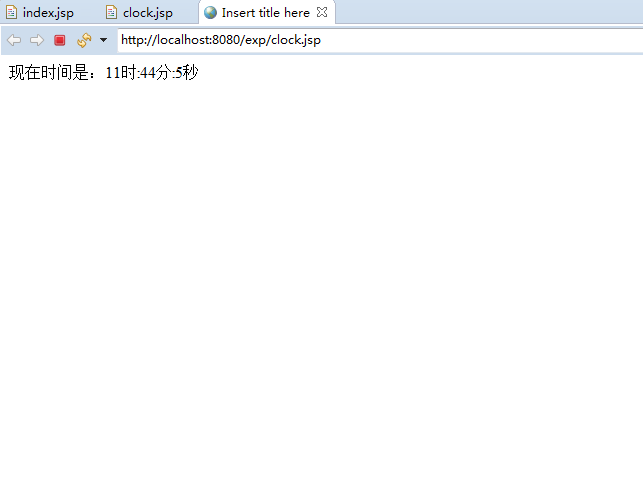 index.jsp clock.jsp Insert title here
http://localhost:8080/exp/clock.jsp
现在时间是：11时:44分:5秒